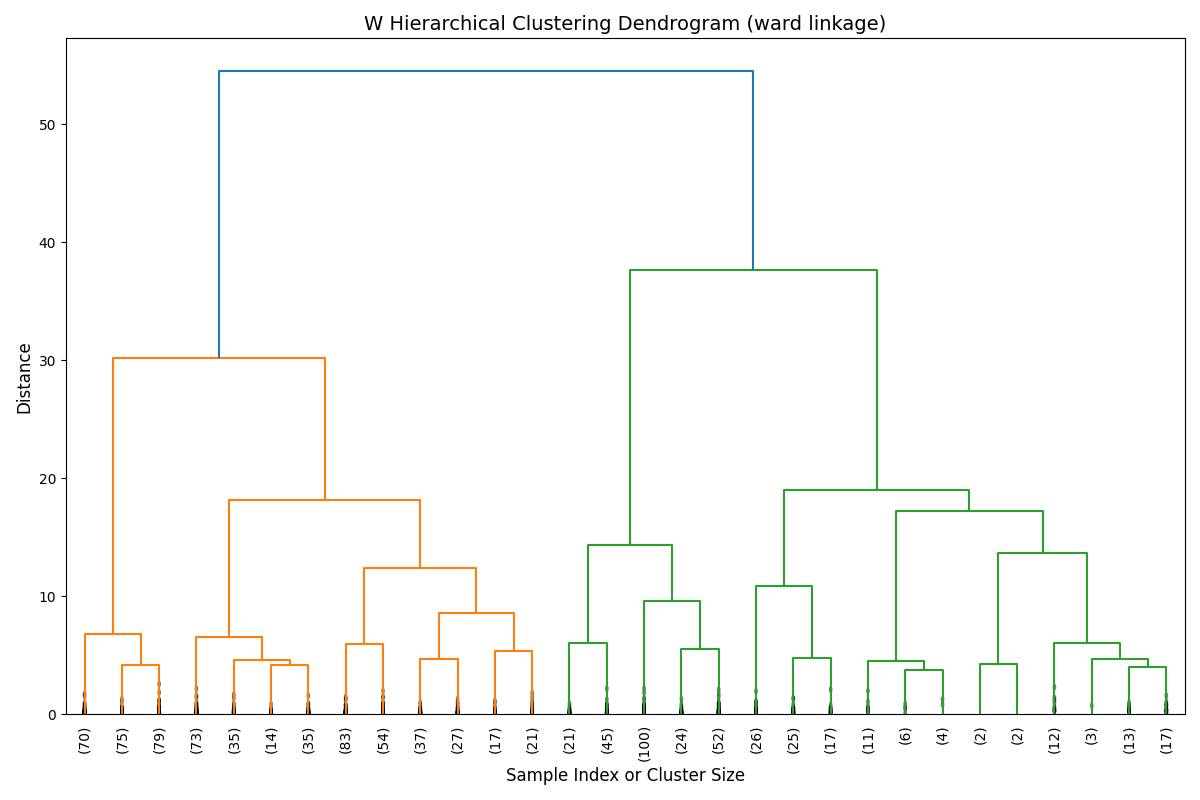 W Hierarchical Clustering Dendrogram (ward linkage)
50
40
30
20
10
0
Distance
(70) (75) (79) (73) (35) (14) (35) (83) (54) (37) (27) (17) (21) (21) (45) (100) (24) (52) (26) (25) (17) (11) (6) (4) (2) (2) (12) (3) (13) (17)
Sample Index or Cluster Size